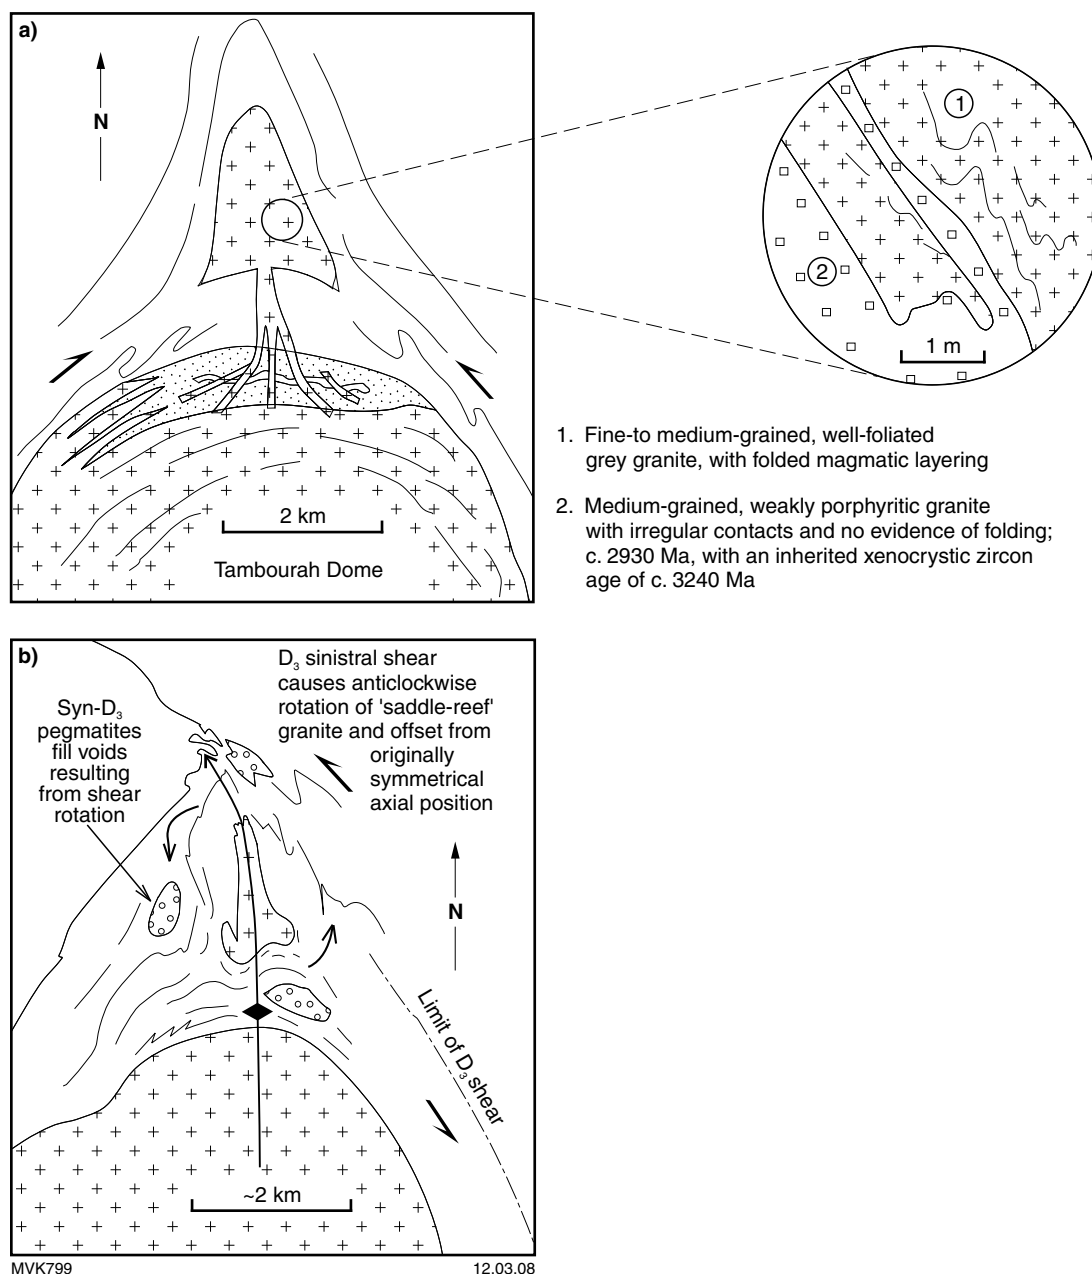 a)
N
2 km
Tambourah Dome
1
2
1 m
1. Fine-to medium-grained, well-foliated
grey granite, with folded magmatic layering
2. Medium-grained, weakly porphyritic granite
with irregular contacts and no evidence of folding;
c. 2930 Ma, with an inherited xenocrystic zircon
age of c. 3240 Ma
b)
D₃ sinistral shear
causes anticlockwise
rotation of 'saddle-reef'
granite and offset from
originally
symmetrical
axial position
Syn-D₃
pegmatites
fill voids
resulting
from shear
rotation
N
Limit of D₃ shear
~2 km
MVK799
12.03.08